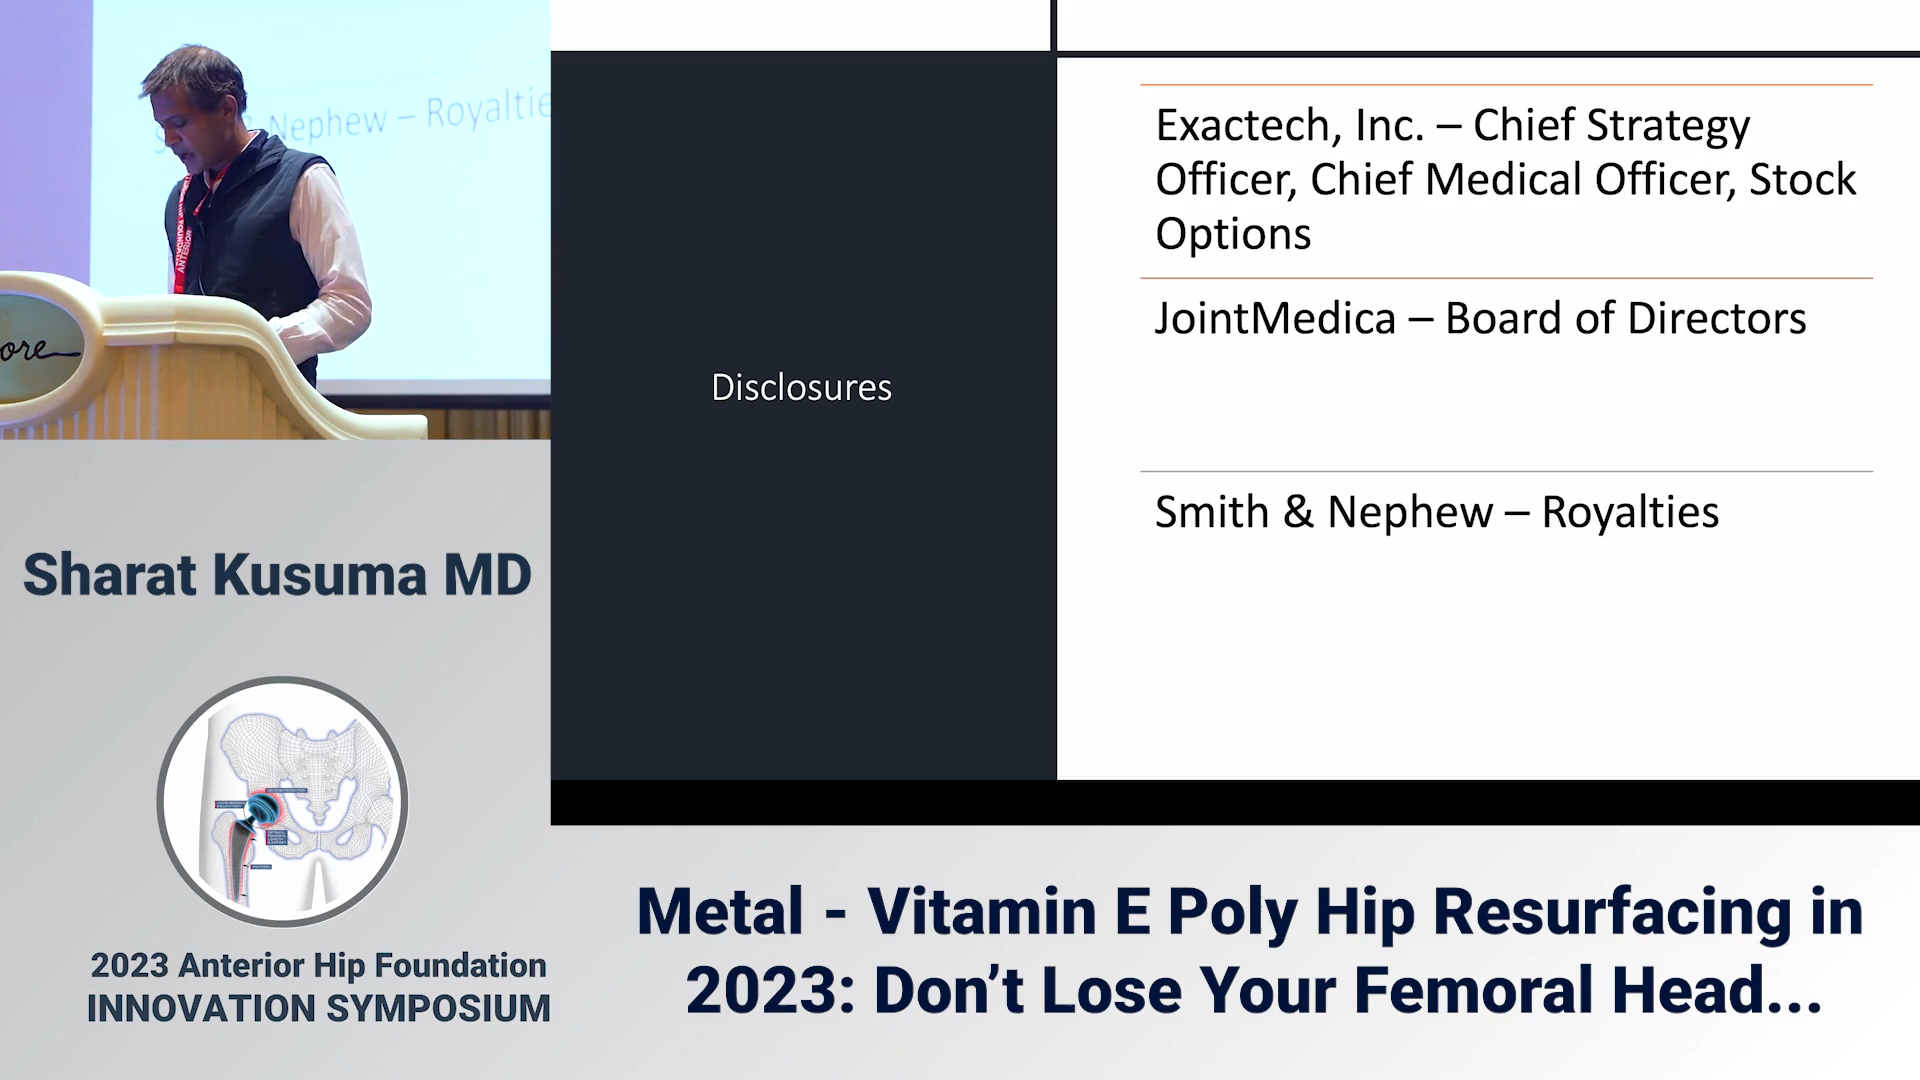 Nephew – Royaltie
ANTERIOR
ore
Disclosures
Exactech, Inc. – Chief Strategy
Officer, Chief Medical Officer, Stock
Options
JointMedica – Board of Directors
Smith & Nephew – Royalties
Sharat Kusuma MD
2023 Anterior Hip Foundation
INNOVATION SYMPOSIUM
Metal - Vitamin E Poly Hip Resurfacing in
2023: Don’t Lose Your Femoral Head...